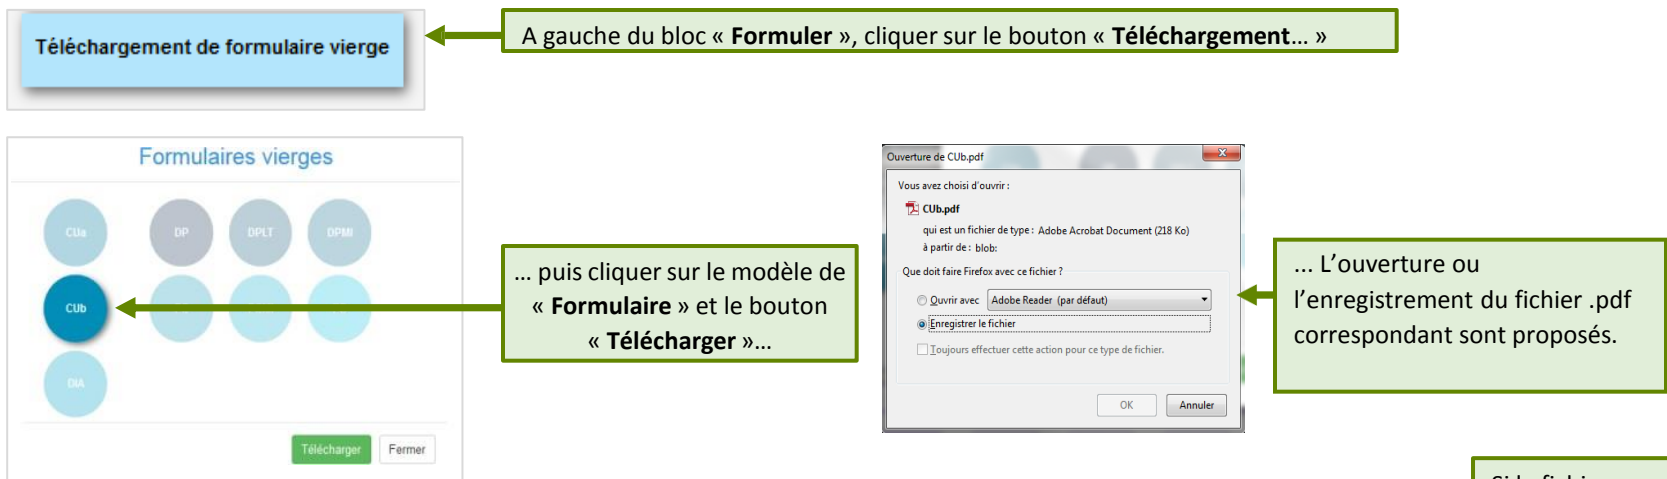 Téléchargement de formulaire vierge
A gauche du bloc « Formuler », cliquer sur le bouton « Téléchargement... »
Formulaires vierges
CUa
DP
DPLT
DPMI
CUb
DIA
Télécharger
Fermer
... puis cliquer sur le modèle de
« Formulaire » et le bouton
« Télécharger »...
Ouverture de CUb.pdf
Vous avez choisi d'ouvrir :
CUb.pdf
qui est un fichier de type : Adobe Acrobat Document (218 Ko)
à partir de : blob:
Que doit faire Firefox avec ce fichier ?
Ouvrir avec
Adobe Reader (par défaut)
Enregistrer le fichier
Toujours effectuer cette action pour ce type de fichier.
OK
Annuler
... L'ouverture ou
l'enregistrement du fichier .pdf
correspondant sont proposés.